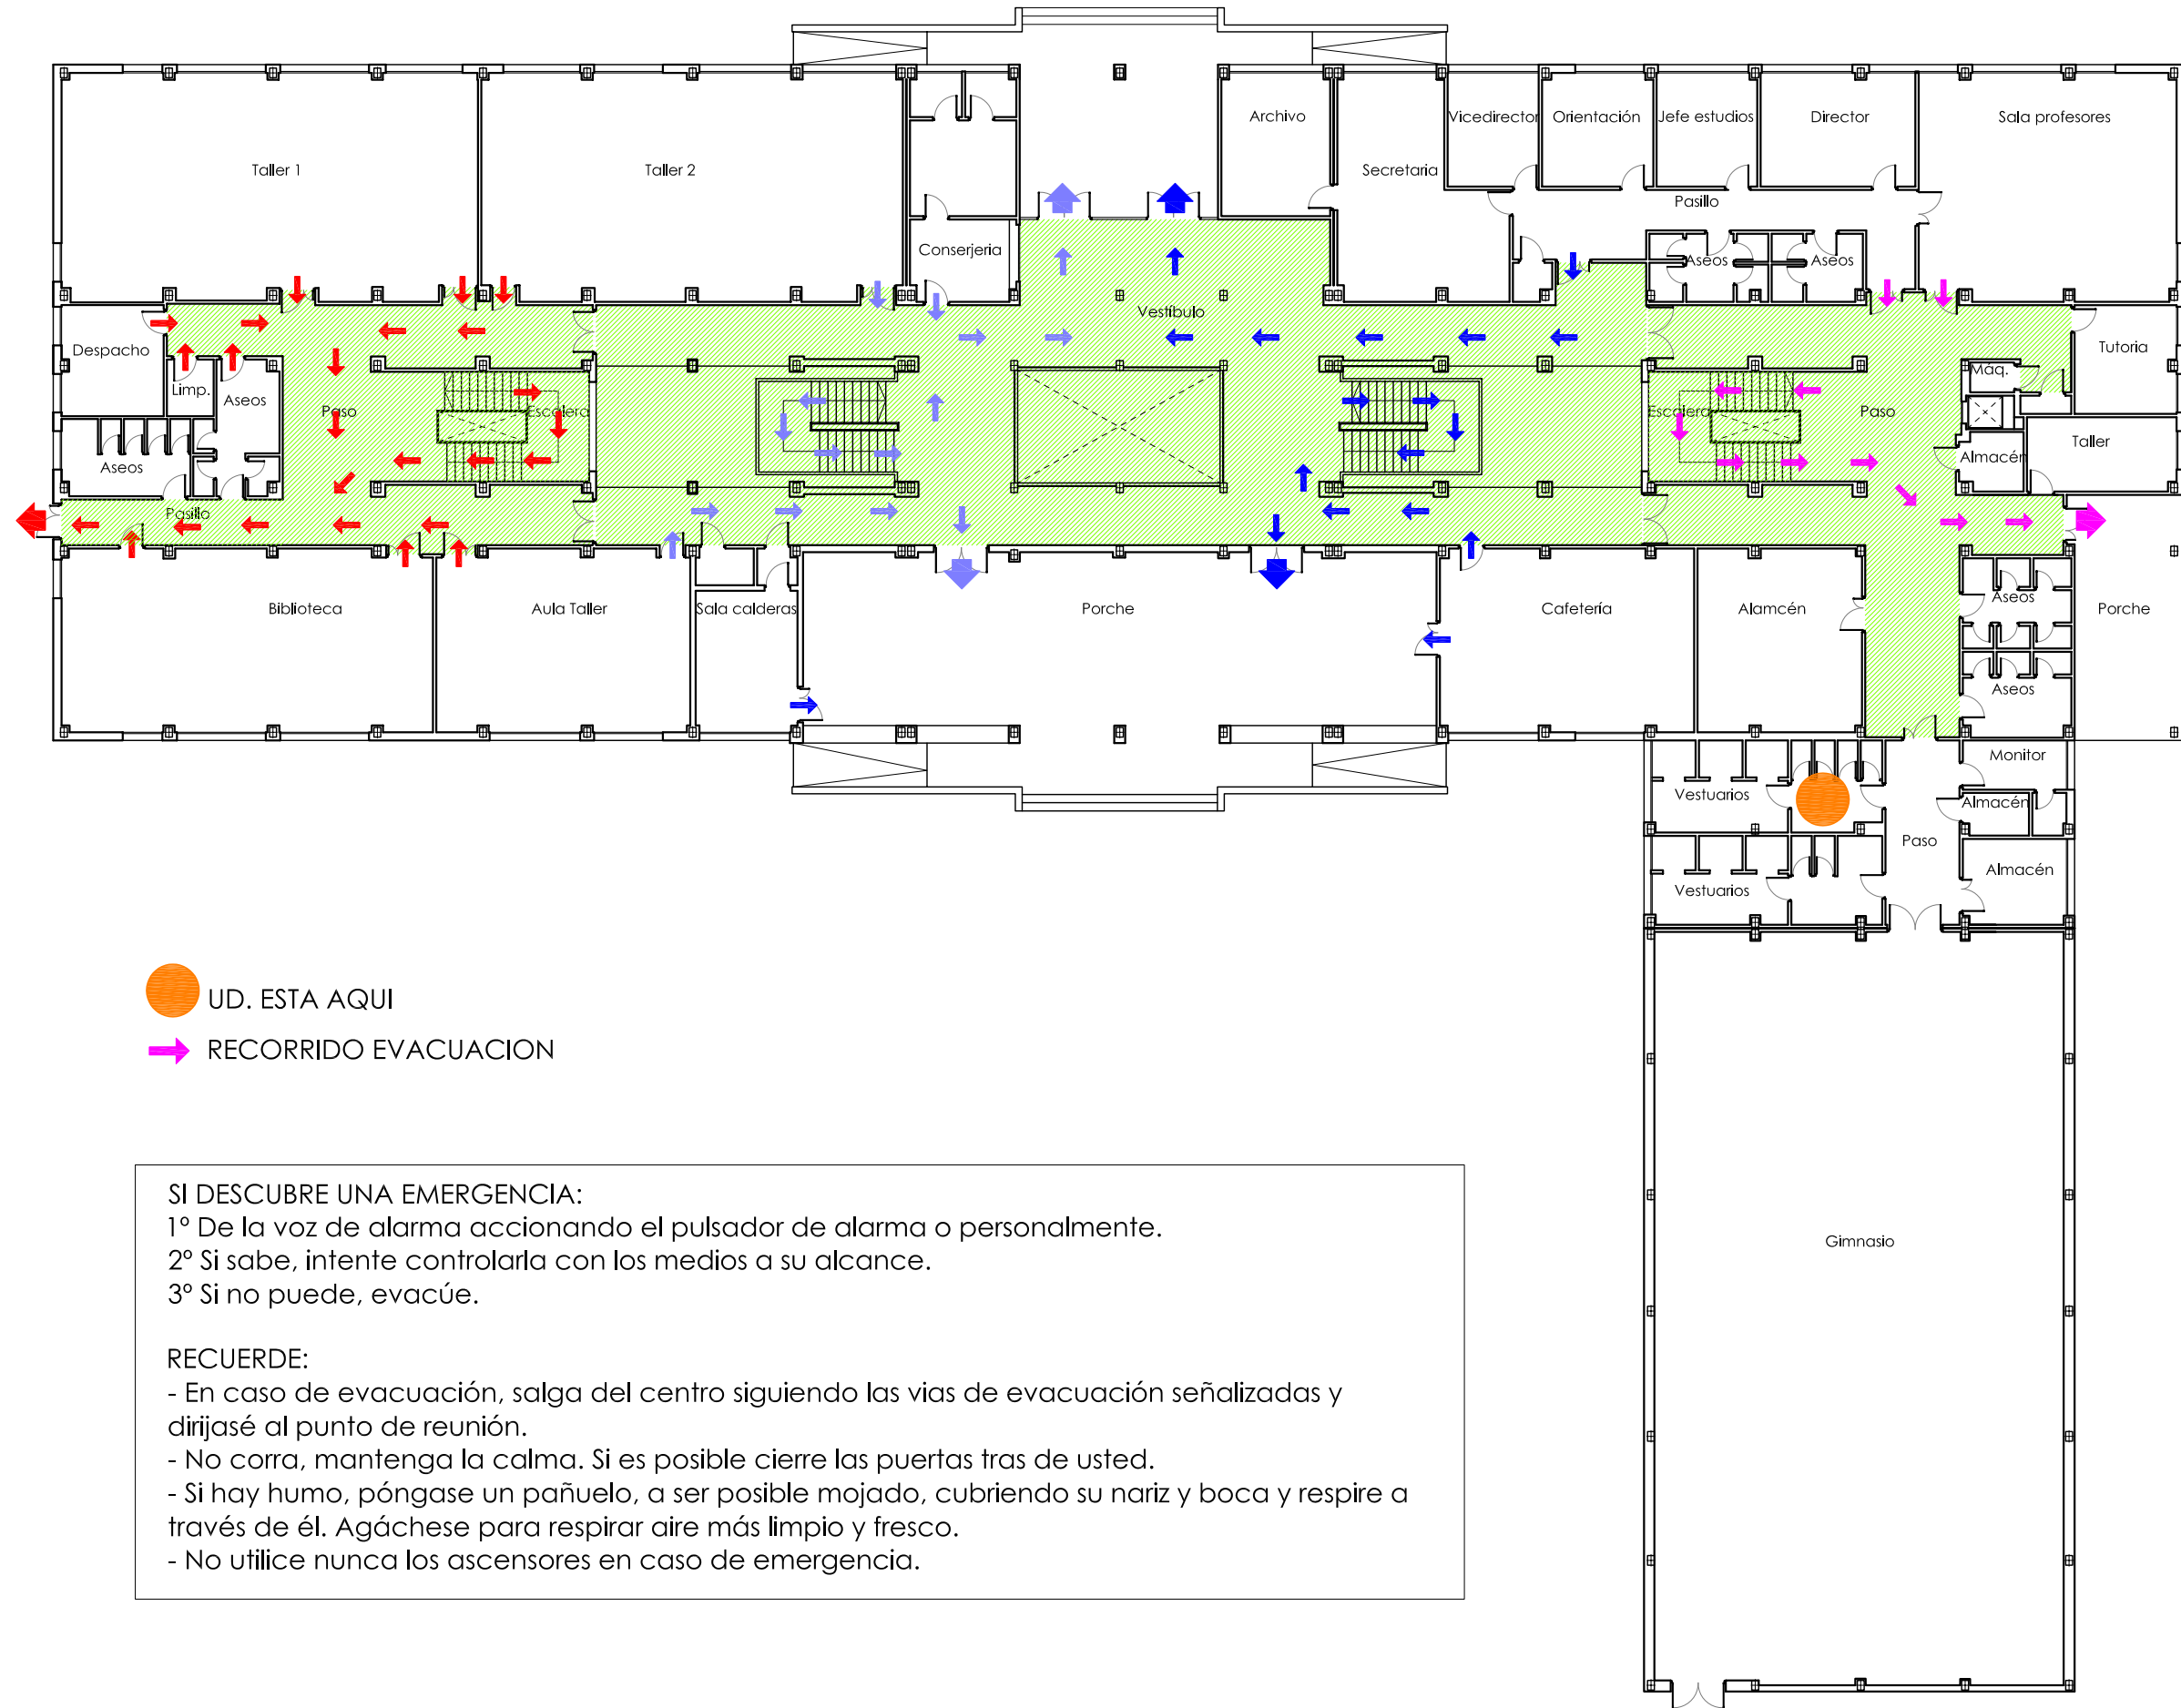 Archivo
Vicedirector
Orientación
Jefe estudios
Director
Sala profesores
Taller 1
Taller 2
Secretaria
Pasillo
Conserjeria
Aseos
Aseos
Vestíbulo
Despacho
Tutoria
Limp.
Aseos
Maq.
Paso
Escalera
Escalera
Paso
Taller
Aseos
Almacén
Pasillo
Biblioteca
Aula Taller
Sala calderas
Porche
Cafetería
Alamcén
Aseos
Porche
Aseos
Monitor
Vestuarios
Almacén
Paso
Almacén
Vestuarios
UD. ESTA AQUI
RECORRIDO EVACUACION
SI DESCUBRE UNA EMERGENCIA:
1º De la voz de alarma accionando el pulsador de alarma o personalmente.
2º Si sabe, intente controlarla con los medios a su alcance.
3º Si no puede, evacúe.
RECUERDE:
- En caso de evacuación, salga del centro siguiendo las vias de evacuación señalizadas y
dirijasé al punto de reunión.
- No corra, mantenga la calma. Si es posible cierre las puertas tras de usted.
- Si hay humo, póngase un pañuelo, a ser posible mojado, cubriendo su nariz y boca y respire a
través de él. Agáchese para respirar aire más limpio y fresco.
- No utilice nunca los ascensores en caso de emergencia.
Gimnasio